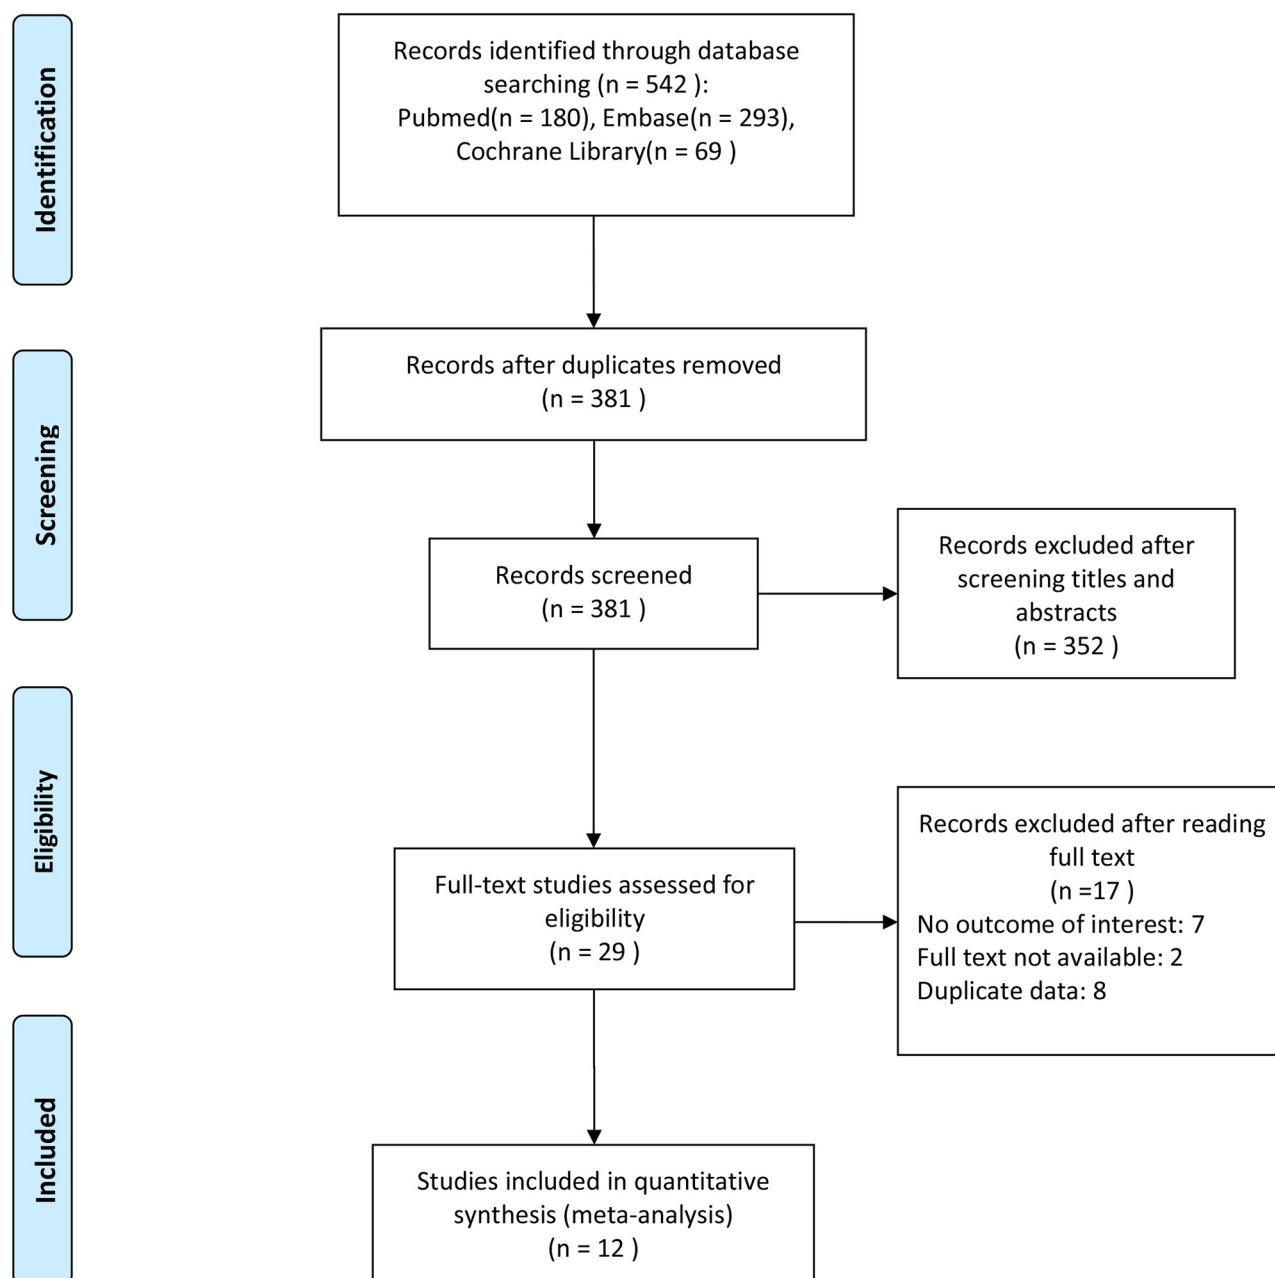 Identification
Records identified through database
searching (n = 542 ):
Pubmed(n = 180), Embase(n = 293),
Cochrane Library(n = 69 )
Screening
Records after duplicates removed
(n = 381 )
Records screened
(n = 381 )
Records excluded after
screening titles and
abstracts
(n = 352 )
Eligibility
Full-text studies assessed for
eligibility
(n = 29 )
Records excluded after reading
full text
(n =17 )
No outcome of interest: 7
Full text not available: 2
Duplicate data: 8
Included
Studies included in quantitative
synthesis (meta-analysis)
(n = 12 )